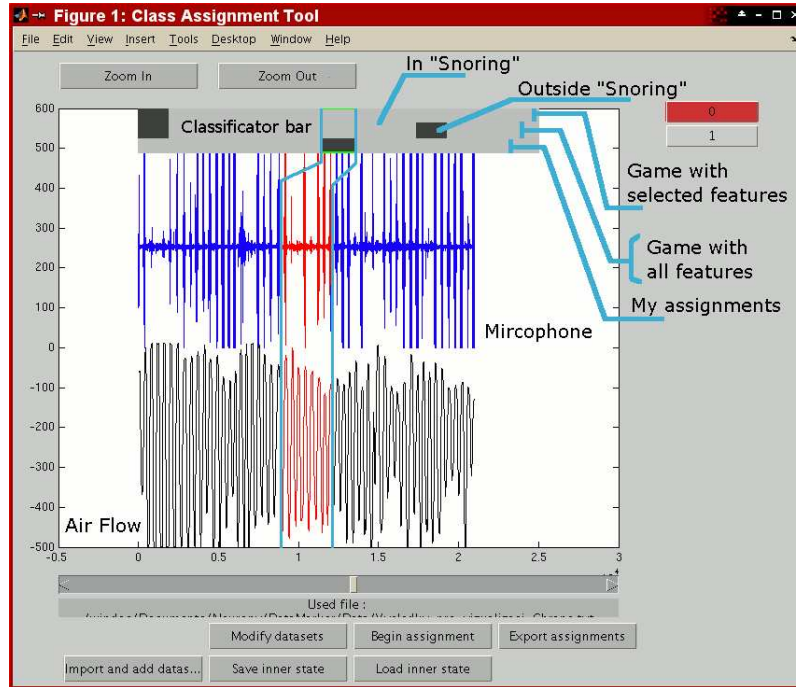 Figure 1: Class Assignment Tool
File Edit View Insert Tools Desktop Window Help
Zoom In
Zoom Out
In "Snoring"
Outside "Snoring"
Classificator bar
0
1
Game with
selected features
Game with
all features
My assignments
Mircophone
Air Flow
600
500
400
300
200
100
0
-100
-200
-300
-400
-500
-0.5 0 0.5 1 1.5 2 2.5 3
Used file :
Modify datasets
Begin assignment
Export assignments
Import and add datas...
Save inner state
Load inner state